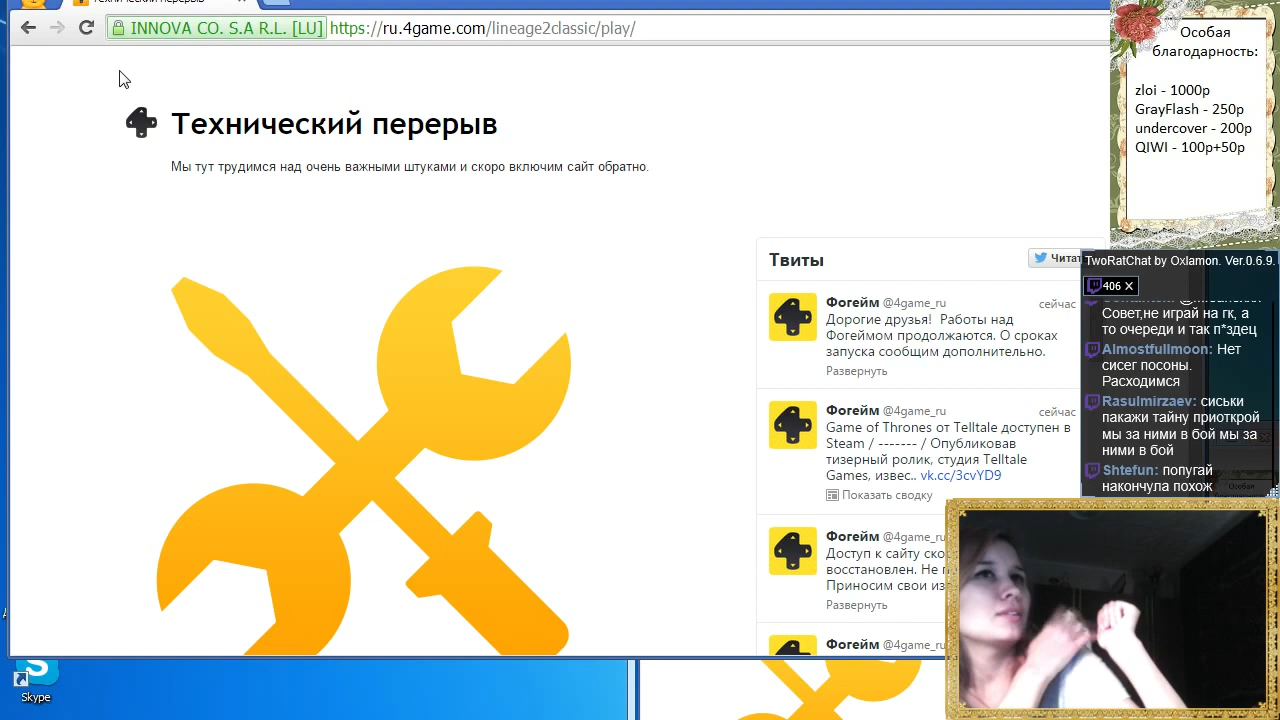 Технический перерыв
INNOVA CO. S.A R.L. [LU] https://ru.4game.com/lineage2classic/play/
Технический перерыв
Мы тут трудимся над очень важными штуками и скоро включим сайт обратно.
Твиты
Читат
Фогейм @4game_ru сейчас
Дорогие друзья! Работы над
Фогеймом продолжаются. О сроках
запуска сообщим дополнительно.
Развернуть
Фогейм @4game_ru сейчас
Game of Thrones от Telltale доступен в
Steam / ------- / Опубликовав
тизерный ролик, студия Telltale
Games, извес.. vk.cc/3cvYD9
Показать сводку
Фогейм @4game_ru
Доступ к сайту ско
восстановлен. Не п
Приносим свои из
Развернуть
Фогейм @4game_ru
Особая
благодарность:
zloi - 1000р
GrayFlash - 250р
undercover - 200р
QIWI - 100р+50р
TwoRatChat by Oxlamon. Ver.0.6.9.
406
Совет,не играй на гк, а
то очереди и так п*здец
Almostfullmoon: Нет
сисег посоны.
Расходимся
Rasulmirzaev: сиськи
пакажи тайну приоткрой
мы за ними в бой мы за
ними в бой
Shtefun: попугай
накончула похож
Skype